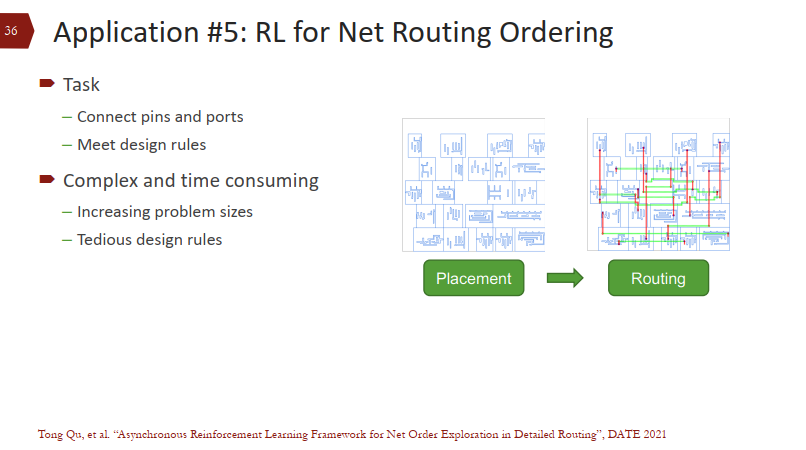 36
Application #5: RL for Net Routing Ordering
Task
– Connect pins and ports
– Meet design rules
Complex and time consuming
– Increasing problem sizes
– Tedious design rules
Placement
Routing
Tong Qu, et al. “Asynchronous Reinforcement Learning Framework for Net Order Exploration in Detailed Routing”, DATE 2021